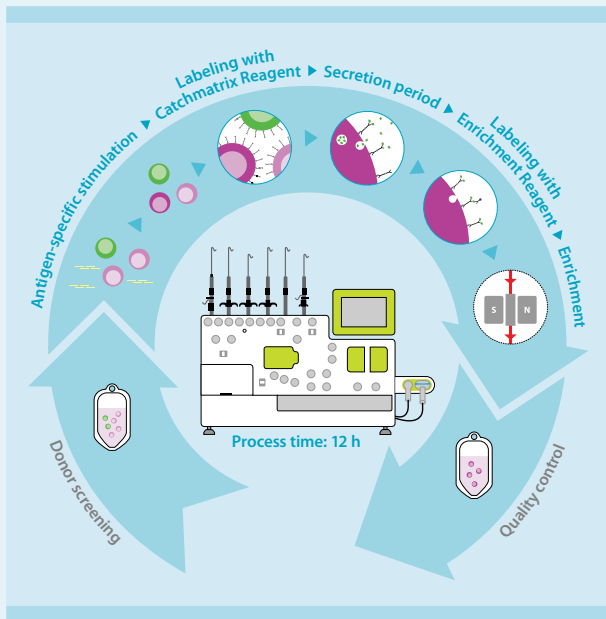 Antigen-specific stimulation
Labeling with
Catchmatrix Reagent
Secretion period
Labeling with
Enrichment Reagent
Enrichment
S N
Process time: 12 h
Donor screening
Quality control